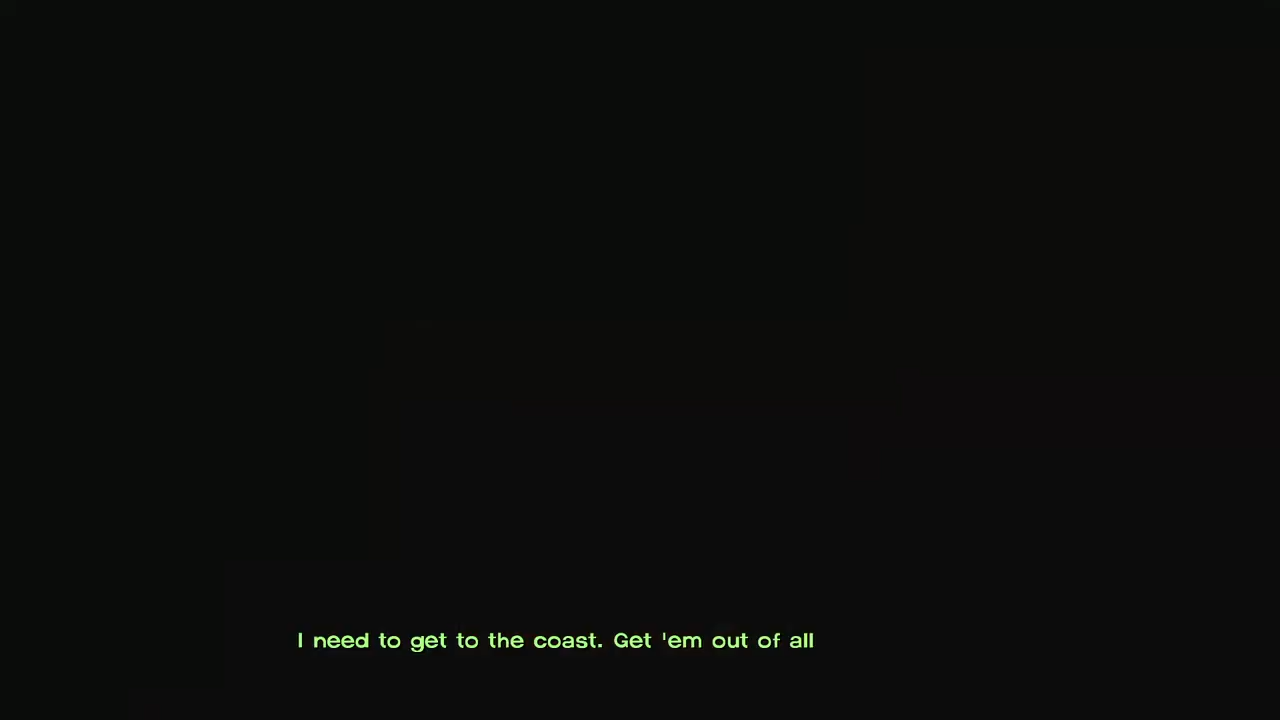 I need to get to the coast. Get 'em out of all